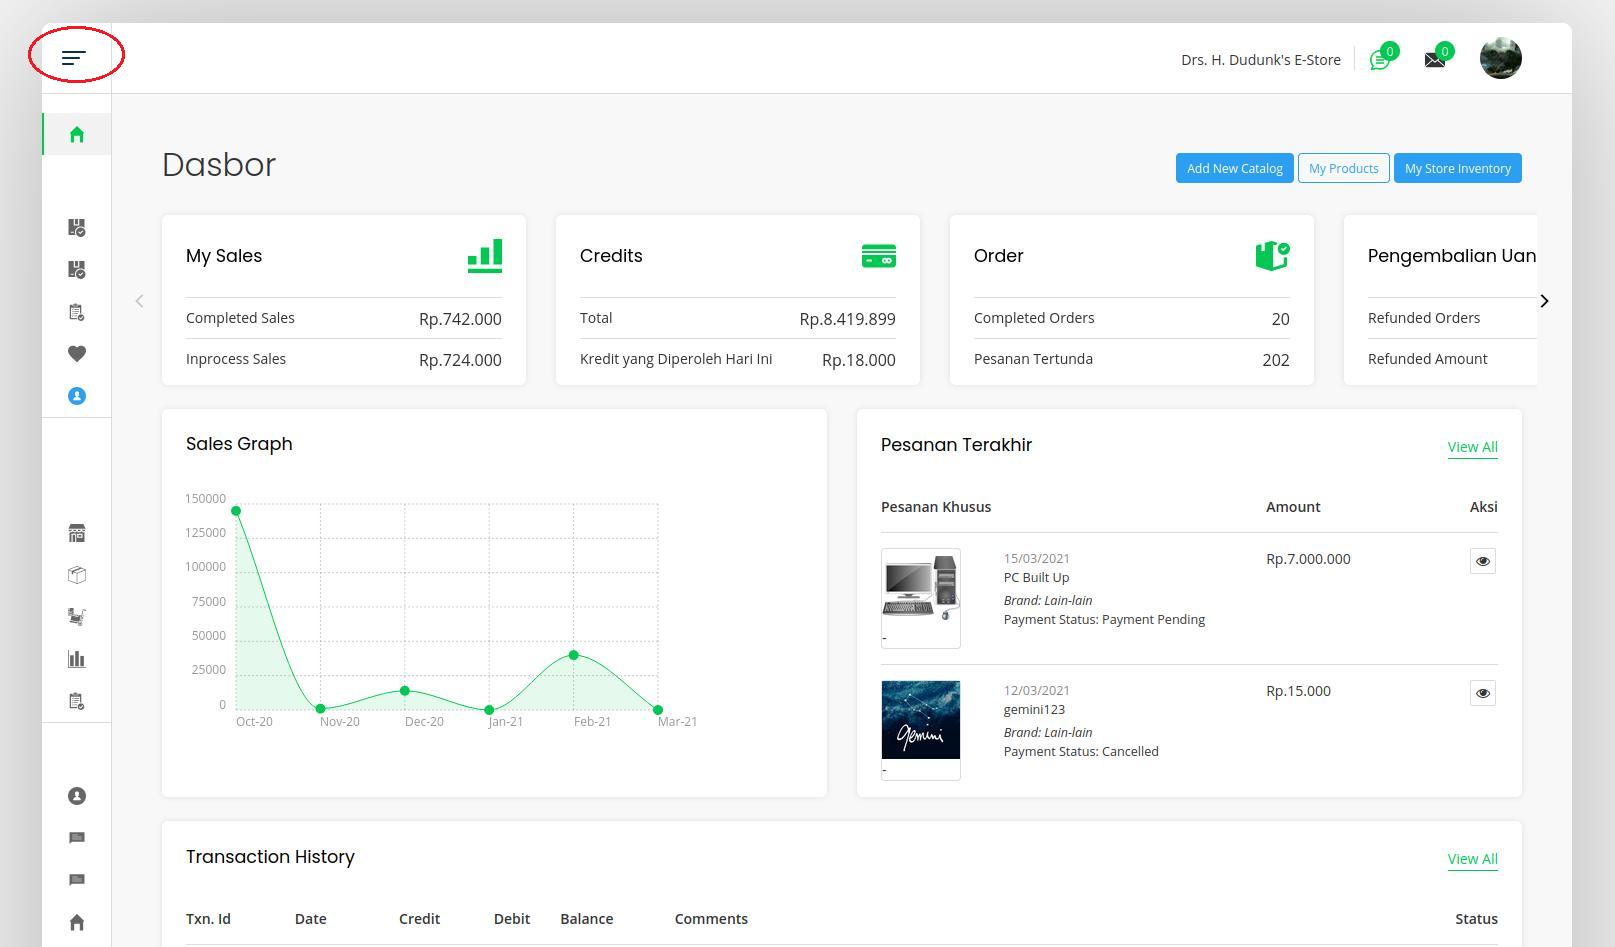 Drs. H. Dudunk's E-Store
0
0
Dasbor
Add New Catalog
My Products
My Store Inventory
My Sales
Completed Sales Rp.742.000
Inprocess Sales Rp.724.000
Credits
Total Rp.8.419.899
Kredit yang Diperoleh Hari Ini Rp.18.000
Order
Completed Orders 20
Pesanan Tertunda 202
Pengembalian Uan
Refunded Orders
Refunded Amount
Sales Graph
150000
125000
100000
75000
50000
25000
0
Oct-20 Nov-20 Dec-20 Jan-21 Feb-21 Mar-21
Pesanan Terakhir
View All
Pesanan Khusus Amount Aksi
15/03/2021
PC Built Up
Brand: Lain-lain
Payment Status: Payment Pending
Rp.7.000.000
-
12/03/2021
gemini123
Brand: Lain-lain
Payment Status: Cancelled
Rp.15.000
Gemini
-
Transaction History
View All
Txn. Id Date Credit Debit Balance Comments Status